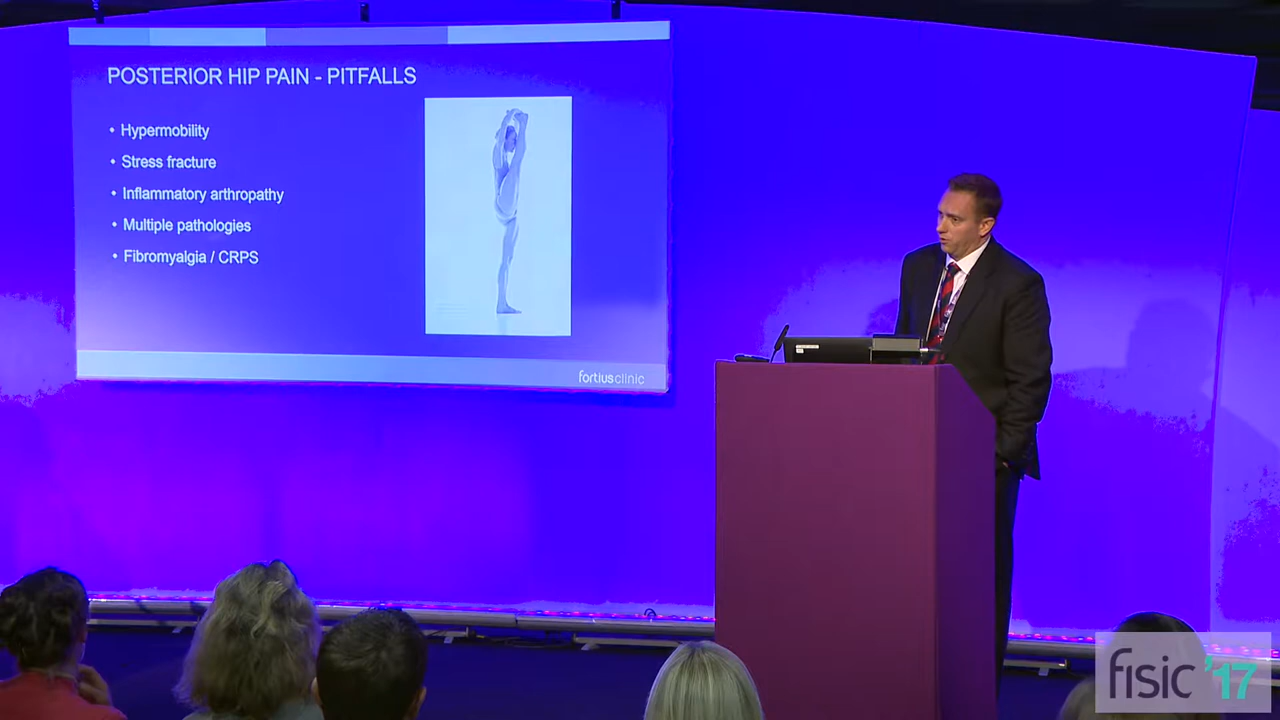 POSTERIOR HIP PAIN - PITFALLS
• Hypermobility
• Stress fracture
• Inflammatory arthropathy
• Multiple pathologies
• Fibromyalgia / CRPS
fortiusclinic
fisic '17